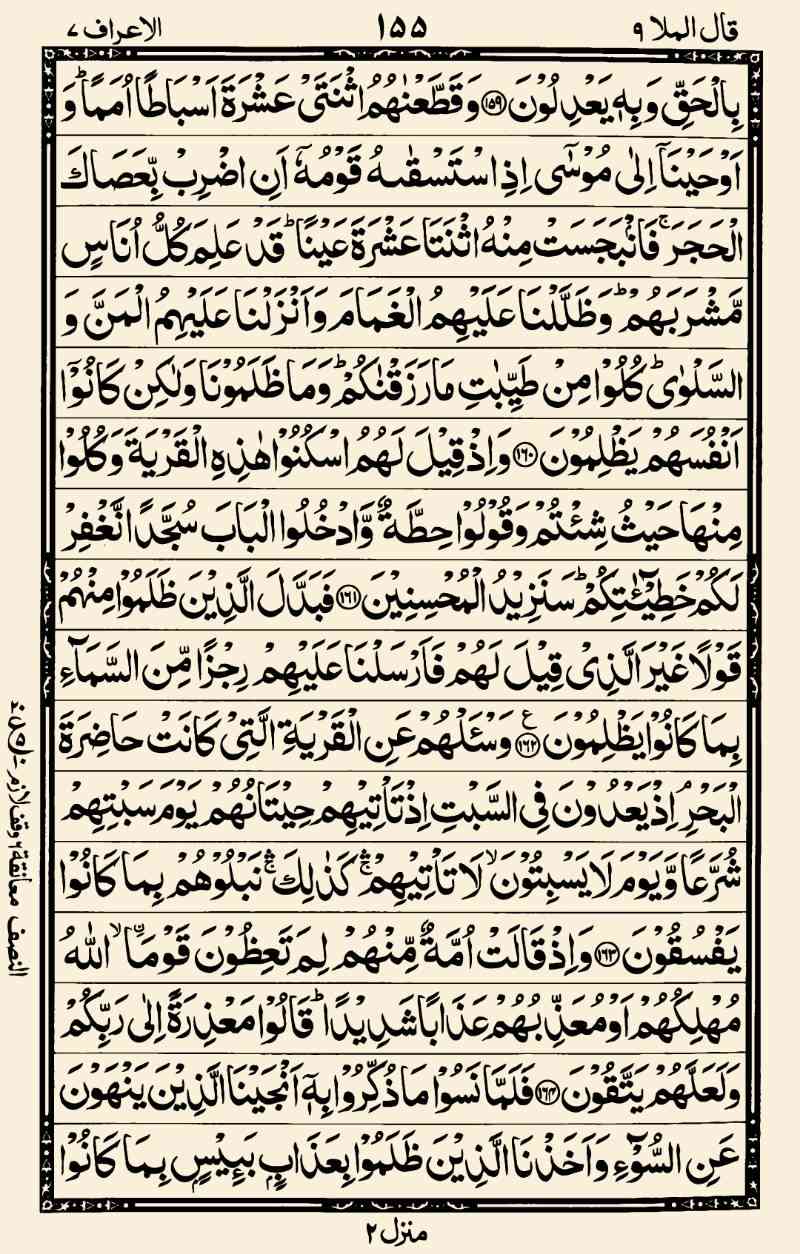 قال الملا ٩
١٥٥
الاعراف ٧
بِالْحَقِّ وَبِهٖ يَعْدِلُوْنَ ﴿۱۵۹﴾ وَقَطَّعْنٰهُمُ اثْنَتَیْ عَشْرَةَ اَسْبَاطًا اُمَمًا ؕ وَ
اَوْحَيْنَاۤ اِلٰى مُوْسٰۤى اِذِ اسْتَسْقٰىهُ قَوْمُهٗۤ اَنِ اضْرِبْ بِّعَصَاكَ
الْحَجَرَ ۚ فَانْۢبَجَسَتْ مِنْهُ اثْنَتَا عَشْرَةَ عَيْنًا ؕ قَدْ عَلِمَ كُلُّ اُنَاسٍ
مَّشْرَبَهُمْ ؕ وَظَلَّلْنَا عَلَيْهِمُ الْغَمَامَ وَاَنْزَلْنَا عَلَيْهِمُ الْمَنَّ وَ
السَّلْوٰى ؕ كُلُوْا مِنْ طَيِّبٰتِ مَا رَزَقْنٰكُمْ ؕ وَمَا ظَلَمُوْنَا وَلٰكِنْ كَانُوْۤا
اَنْفُسَهُمْ يَظْلِمُوْنَ ﴿۱۶۰﴾ وَاِذْ قِيْلَ لَهُمُ اسْكُنُوْا هٰذِهِ الْقَرْيَةَ وَكُلُوْا
مِنْهَا حَيْثُ شِئْتُمْ وَقُوْلُوْا حِطَّةٌ وَّادْخُلُوا الْبَابَ سُجَّدًا نَّغْفِرْ
لَكُمْ خَطِيْٓـٰٔتِكُمْ ؕ سَنَزِيْدُ الْمُحْسِنِيْنَ ﴿۱۶۱﴾ فَبَدَّلَ الَّذِيْنَ ظَلَمُوْا مِنْهُمْ
قَوْلًا غَيْرَ الَّذِیْ قِيْلَ لَهُمْ فَاَرْسَلْنَا عَلَيْهِمْ رِجْزًا مِّنَ السَّمَآءِ
بِمَا كَانُوْا يَظْلِمُوْنَ ﴿۱۶۲﴾ ع وَسْـَٔلْهُمْ عَنِ الْقَرْيَةِ الَّتِیْ كَانَتْ حَاضِرَةَ
الْبَحْرِ ۘ اِذْ يَعْدُوْنَ فِی السَّبْتِ اِذْ تَاْتِيْهِمْ حِيْتَانُهُمْ يَوْمَ سَبْتِهِمْ
شُرَّعًا وَّيَوْمَ لَا يَسْبِتُوْنَ ۙ لَا تَاْتِيْهِمْ ۛۚ كَذٰلِكَ ۛۚ نَبْلُوْهُمْ بِمَا كَانُوْا
يَفْسُقُوْنَ ﴿۱۶۳﴾ وَاِذْ قَالَتْ اُمَّةٌ مِّنْهُمْ لِمَ تَعِظُوْنَ قَوْمَاۨ ۙ اللّٰهُ
مُهْلِكُهُمْ اَوْ مُعَذِّبُهُمْ عَذَابًا شَدِيْدًا ؕ قَالُوْا مَعْذِرَةً اِلٰى رَبِّكُمْ
وَلَعَلَّهُمْ يَتَّقُوْنَ ﴿۱۶۴﴾ فَلَمَّا نَسُوْا مَا ذُكِّرُوْا بِهٖۤ اَنْجَيْنَا الَّذِيْنَ يَنْهَوْنَ
عَنِ السُّوْٓءِ وَاَخَذْنَا الَّذِيْنَ ظَلَمُوْا بِعَذَابٍۭ بَـِٕيْسٍۭ بِمَا كَانُوْا
منزل ٢
النصف معانقة ٦ وقف لازم